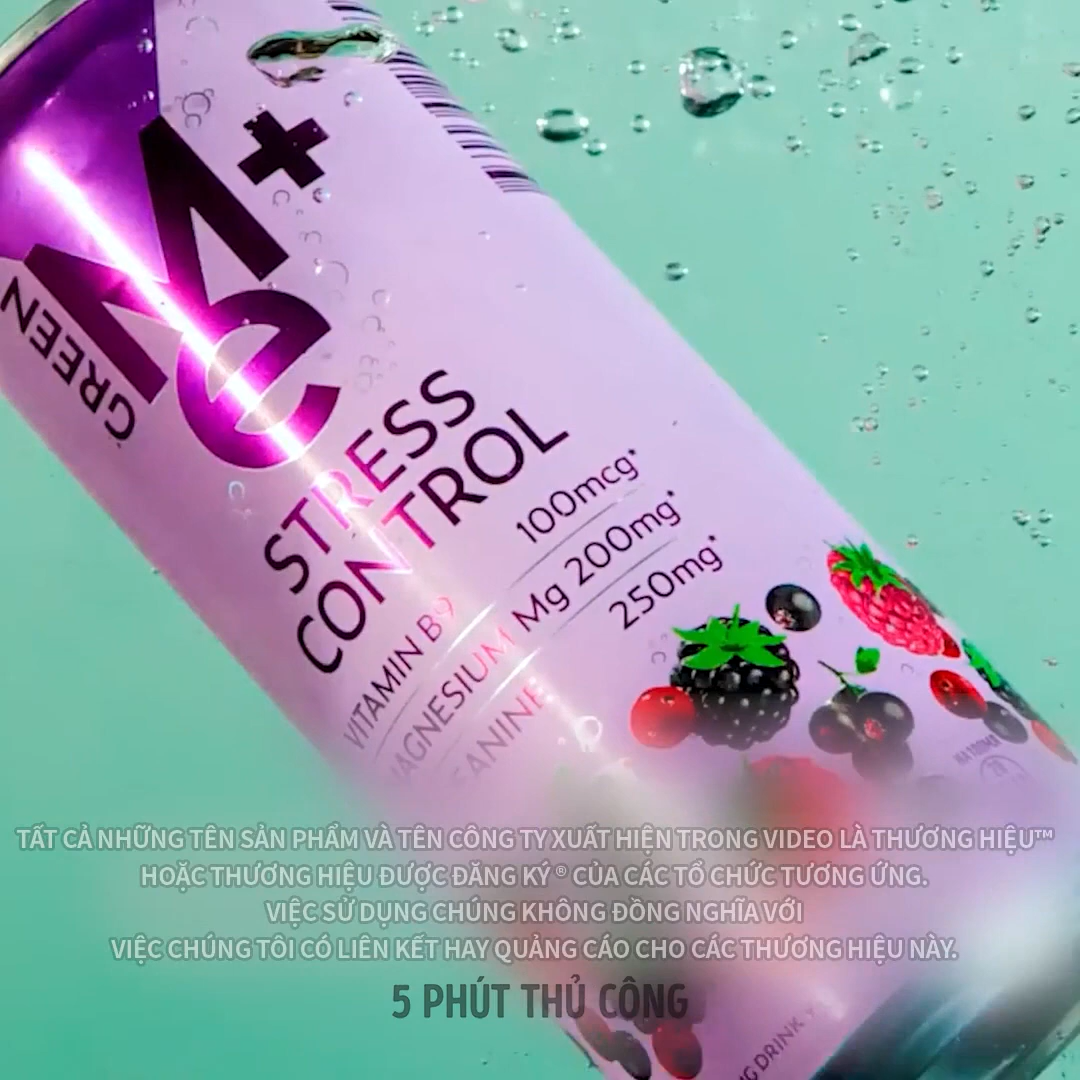 GREEN
Me+
STRESS
CONTROL
VITAMIN B9 100mcg*
MAGNESIUM Mg 200mg*
250mg*
TẤT CẢ NHỮNG TÊN SẢN PHẨM VÀ TÊN CÔNG TY XUẤT HIỆN TRONG VIDEO LÀ THƯƠNG HIỆU™
HOẶC THƯƠNG HIỆU ĐƯỢC ĐĂNG KÝ ® CỦA CÁC TỔ CHỨC TƯƠNG ỨNG.
VIỆC SỬ DỤNG CHÚNG KHÔNG ĐỒNG NGHĨA VỚI
VIỆC CHÚNG TÔI CÓ LIÊN KẾT HAY QUẢNG CÁO CHO CÁC THƯƠNG HIỆU NÀY.
5 PHÚT THỦ CÔNG
DRINK